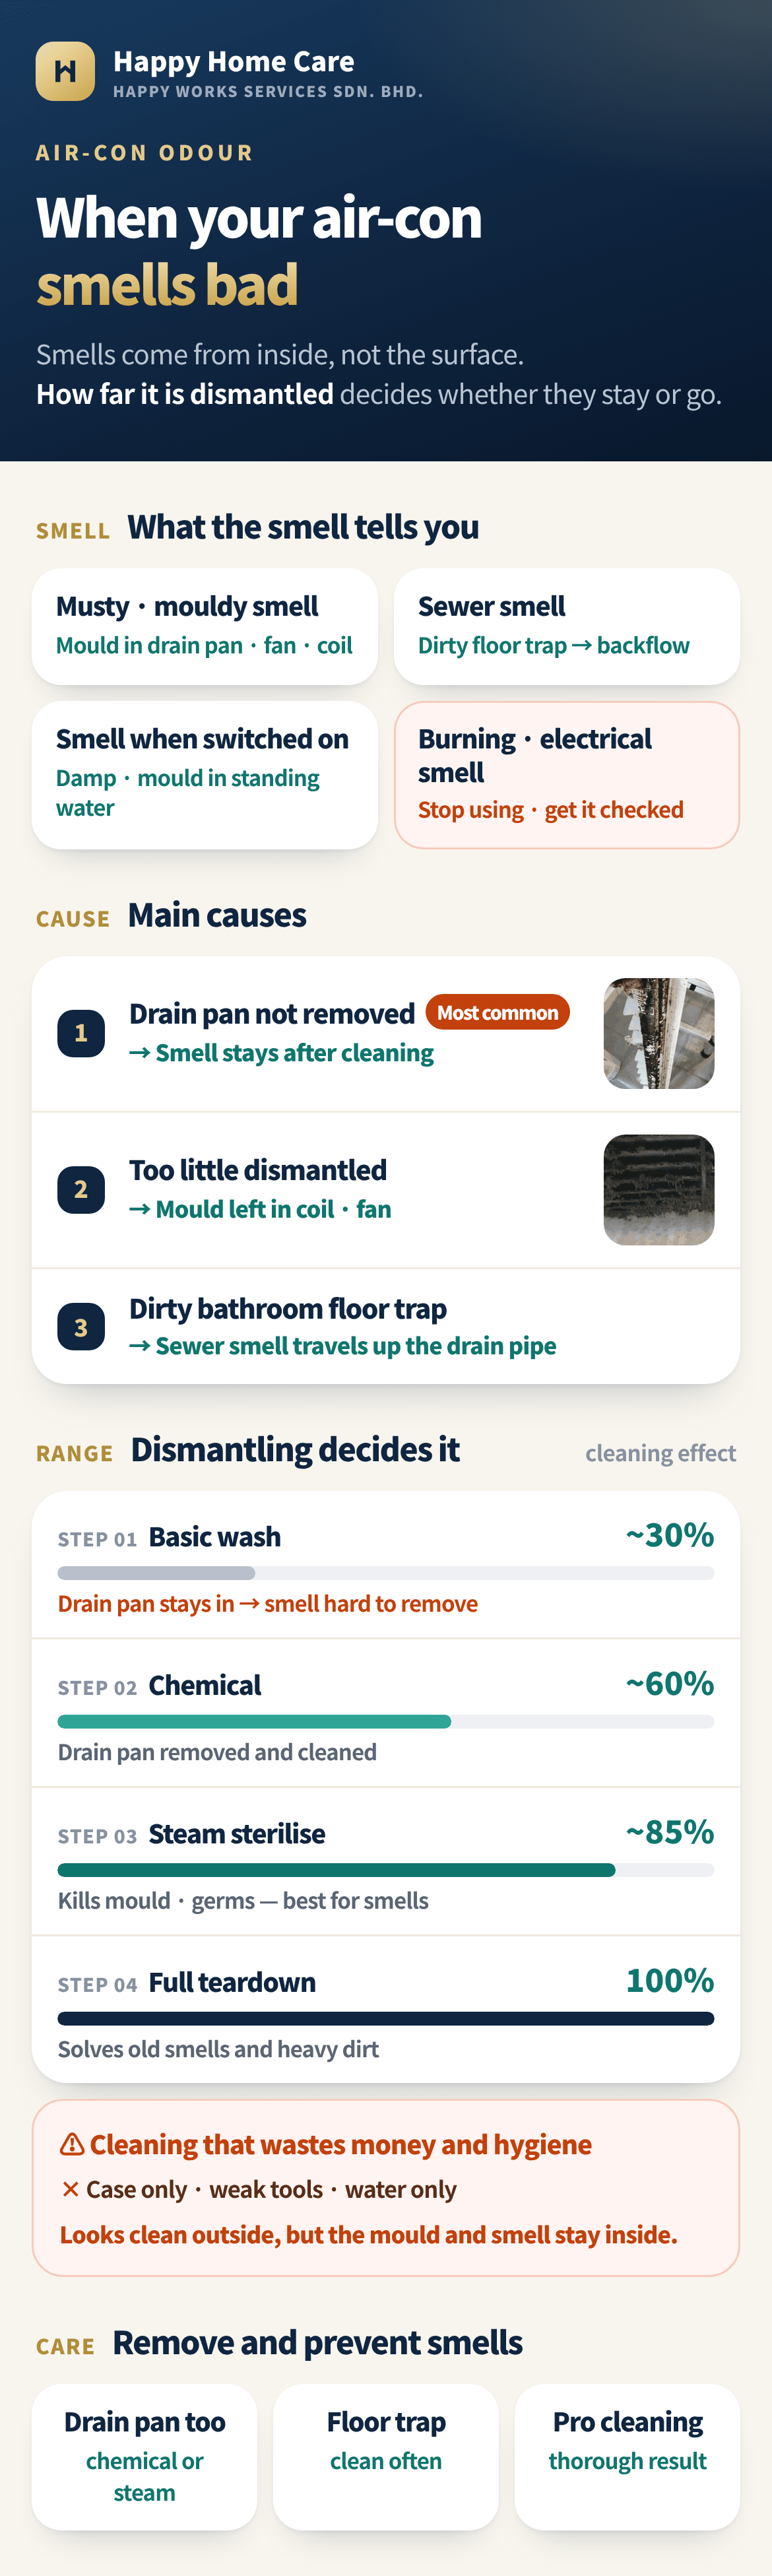 Happy Home Care
HAPPY WORKS SERVICES SDN. BHD.
AIR-CON ODOUR
When your air-con
smells bad
Smells come from inside, not the surface.
How far it is dismantled decides whether they stay or go.
SMELL What the smell tells you
Musty · mouldy smell
Mould in drain pan · fan · coil
Sewer smell
Dirty floor trap → backflow
Smell when switched on
Damp · mould in standing
water
Burning · electrical
smell
Stop using · get it checked
CAUSE Main causes
1 Drain pan not removed Most common
→ Smell stays after cleaning
2 Too little dismantled
→ Mould left in coil · fan
3 Dirty bathroom floor trap
→ Sewer smell travels up the drain pipe
RANGE Dismantling decides it cleaning effect
STEP 01 Basic wash ~30%
Drain pan stays in → smell hard to remove
STEP 02 Chemical ~60%
Drain pan removed and cleaned
STEP 03 Steam sterilise ~85%
Kills mould · germs — best for smells
STEP 04 Full teardown 100%
Solves old smells and heavy dirt
⚠ Cleaning that wastes money and hygiene
✕ Case only · weak tools · water only
Looks clean outside, but the mould and smell stay inside.
CARE Remove and prevent smells
Drain pan too
chemical or
steam
Floor trap
clean often
Pro cleaning
thorough result